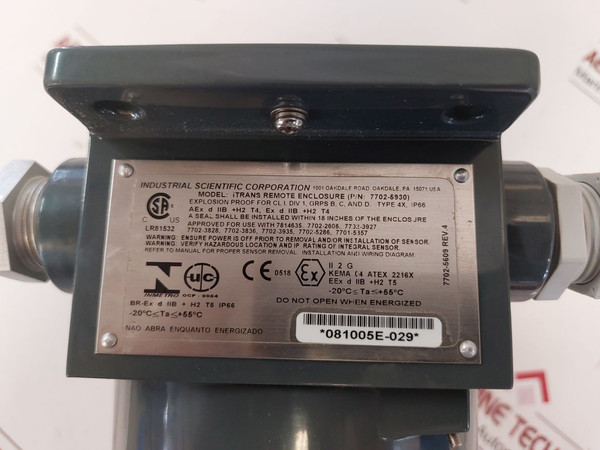 INDUSTRIAL SCIENTIFIC CORPORATION 1001 OAKDALE ROAD, OAKDALE, PA 15071 USA
MODEL: iTRANS REMOTE ENCLOSURE (P/N: 7702-5930)
EXPLOSION PROOF FOR CL I, DIV 1, GRPS B, C, AND D. TYPE 4X, IP66
AEx d IIB +H2 T4, Ex d IIB +H2 T4
A SEAL SHALL BE INSTALLED WITHIN 18 INCHES OF THE ENCLOSURE
APPROVED FOR USE WITH 7814635, 7702-2606, 7732-3927
7702-3828, 7702-3836, 7702-3935, 7702-5286, 7701-5157
C US
LR81532
WARNING: ENSURE POWER IS OFF PRIOR TO REMOVAL AND/OR INSTALLATION OF SENSOR.
WARNING: VERIFY HAZARDOUS LOCATION AND IP RATING OF INTEGRAL SENSOR.
REFER TO MANUAL FOR PROPER SENSOR REMOVAL, INSTALLATION AND WIRING DIAGRAM
7702-5609 REV 4
INMETRO
UC
OCP
CE 0518
Ex
II 2 G
KEMA 04 ATEX 2216X
EEx d IIB +H2 T5
-20°C≤Ta≤+55°C
DO NOT OPEN WHEN ENERGIZED
BR-Ex d IIB + H2 T6 IP66
-20°C≤Ta≤+55°C
NÃO ABRA ENQUANTO ENERGIZADO
*081005E-029*